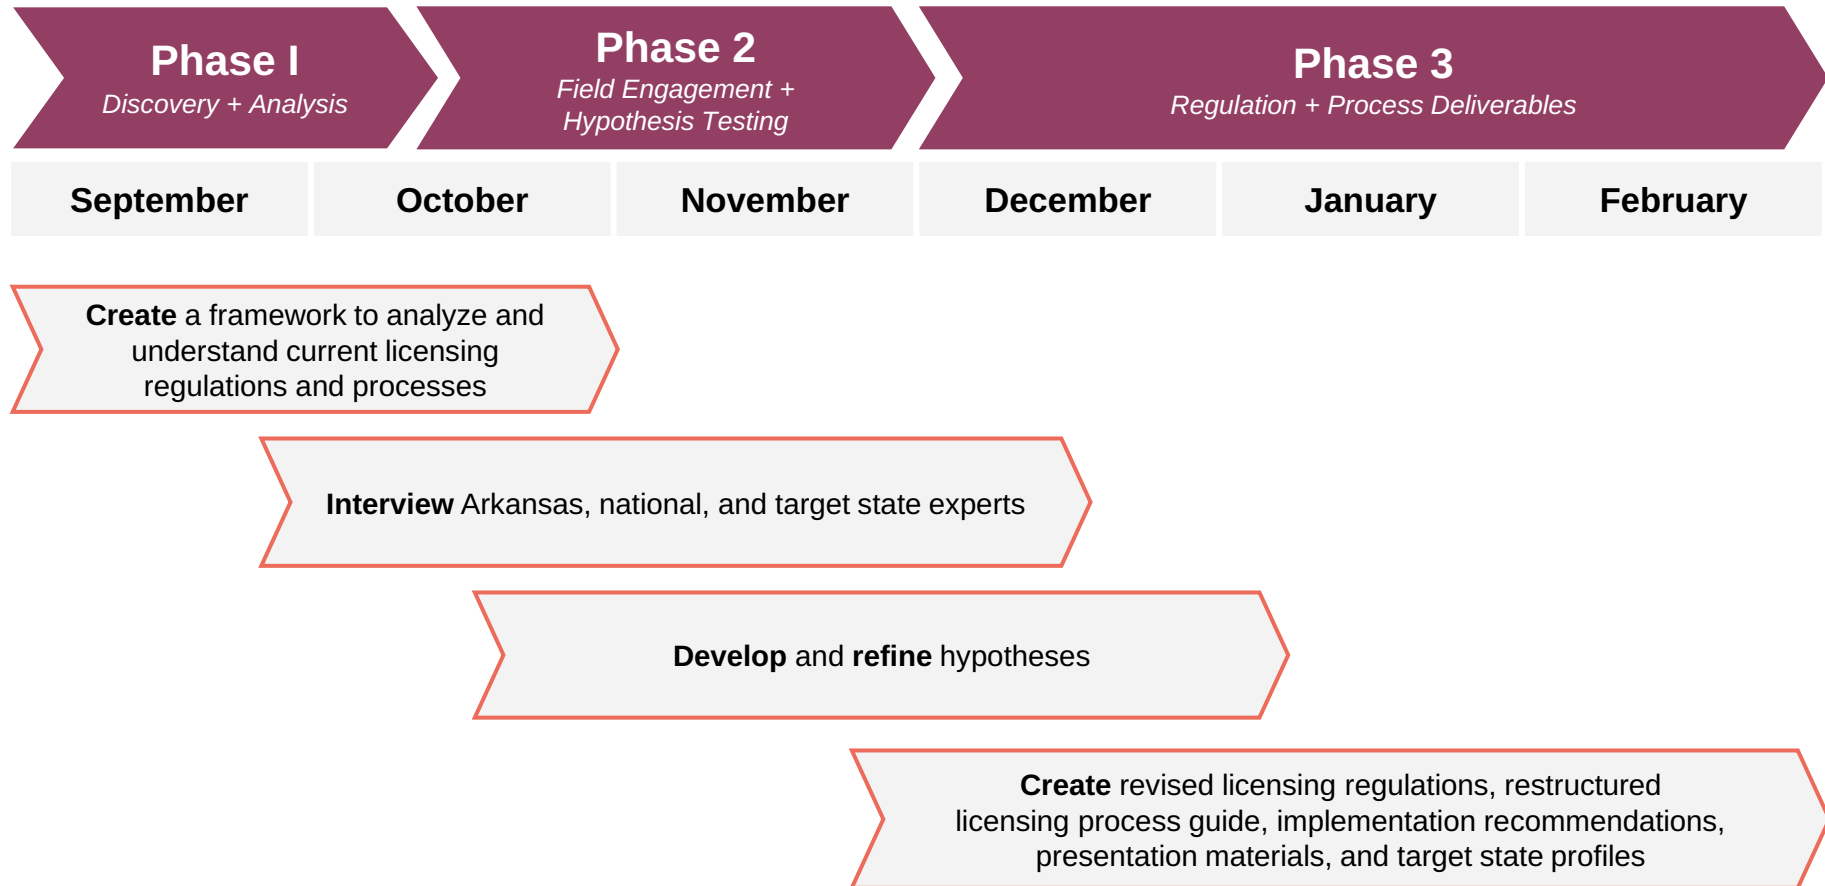 Phase I
Discovery + Analysis
Phase 2
Field Engagement +
Hypothesis Testing
Phase 3
Regulation + Process Deliverables
September
October
November
December
January
February
Create a framework to analyze and
understand current licensing
regulations and processes
Interview Arkansas, national, and target state experts
Develop and refine hypotheses
Create revised licensing regulations, restructured
licensing process guide, implementation recommendations,
presentation materials, and target state profiles